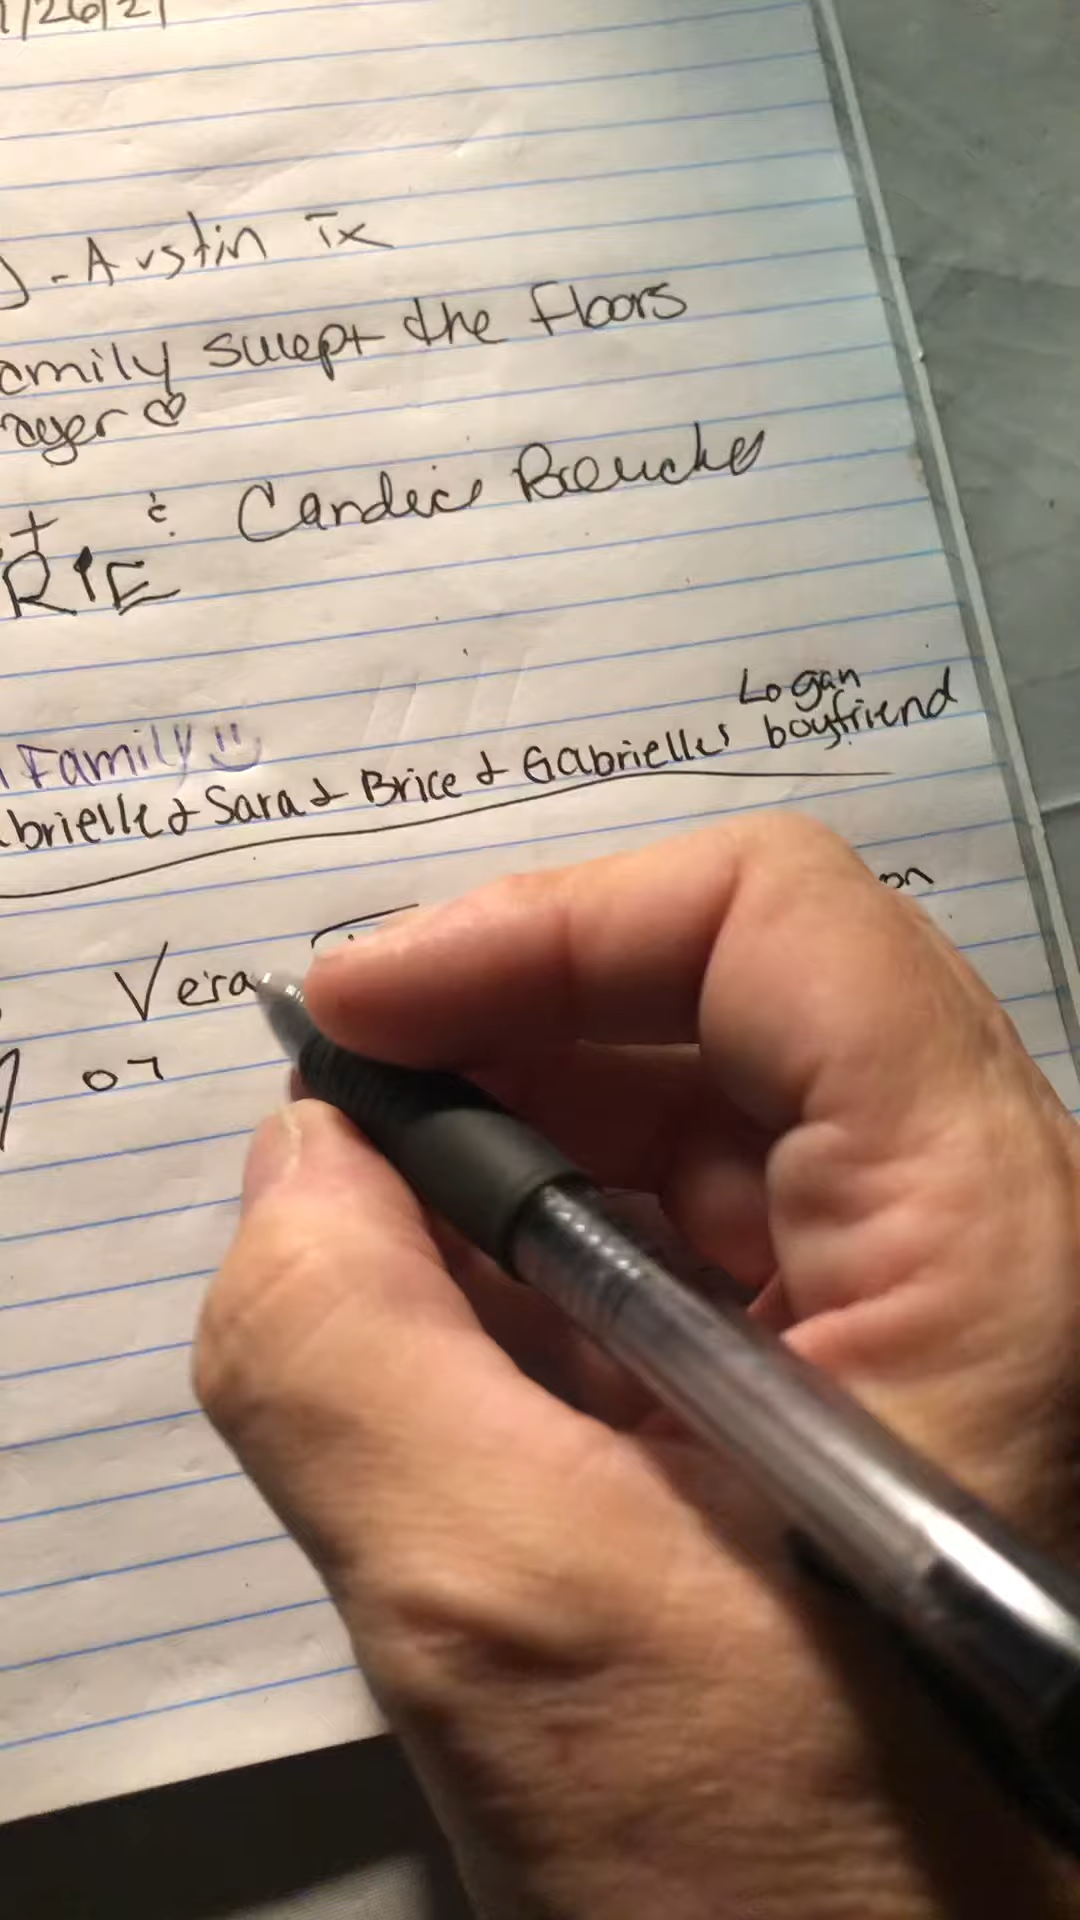 /26/21
- Austin Tx
amily swept the floors
ayer
& Candice
RIE
Logan
Family
brielle & Sara & Brice & Gabrielle's boyfriend
on
Vera
07